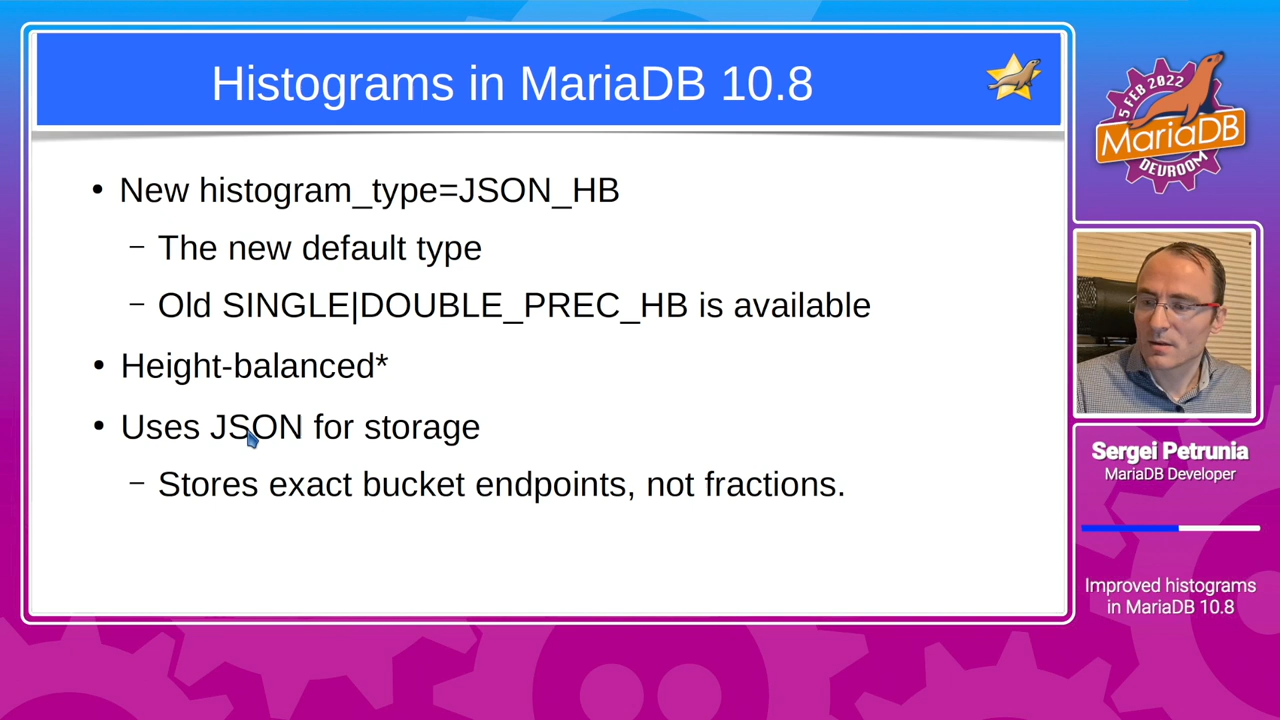 Histograms in MariaDB 10.8
• New histogram_type=JSON_HB
– The new default type
– Old SINGLE|DOUBLE_PREC_HB is available
• Height-balanced*
• Uses JSON for storage
– Stores exact bucket endpoints, not fractions.
5 FEB 2022
MariaDB
DEVROOM
Sergei Petrunia
MariaDB Developer
Improved histograms
in MariaDB 10.8